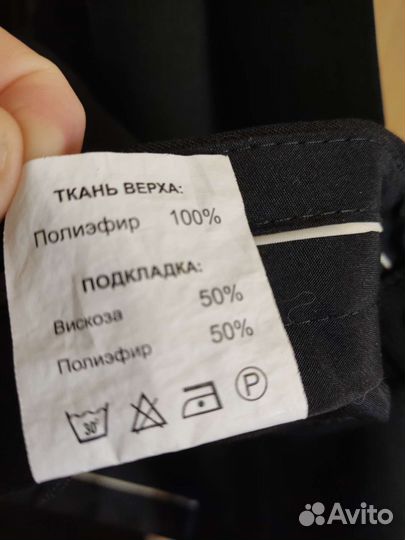 ТКАНЬ ВЕРХА:
Полиэфир 100%
ПОДКЛАДКА:
Вискоза 50%
Полиэфир 50%
30° P
Avito